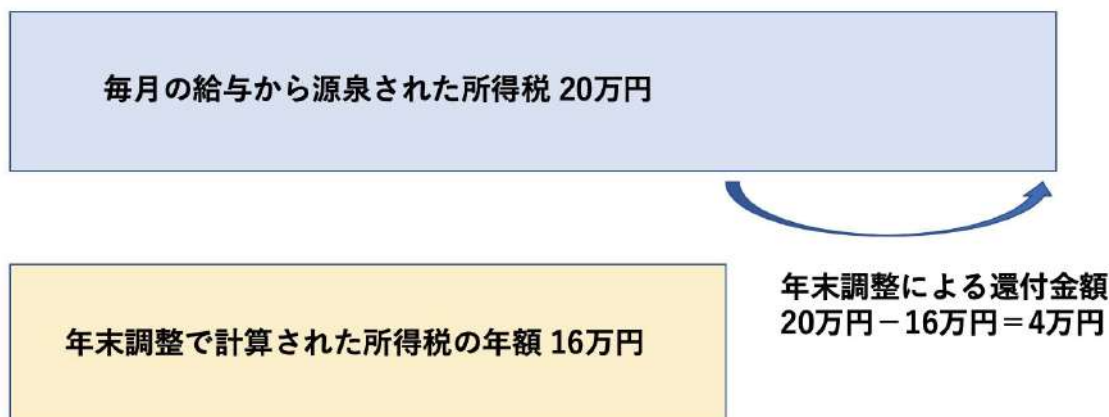 毎月の給与から源泉された所得税 20万円
年末調整による還付金額
20万円－16万円＝4万円
年末調整で計算された所得税の年額 16万円